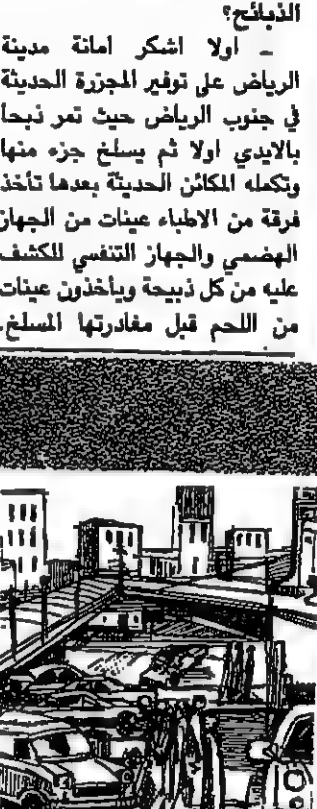 الذبائح؟
ـ اولا اشكر امانة مدينة
الرياض على توفير المجزرة الحديثة
في جنوب الرياض حيث تمر ذبحا
بالايدي اولا ثم يسلخ جزء منها
وتكمله المكائن الحديثة بعدها تأخذ
فرقة من الاطباء عينات من الجهاز
الهضمي والجهاز التنفسي للكشف
عليه من كل ذبيحة ويأخذون عينات
من اللحم قبل مغادرتها المسلخ.